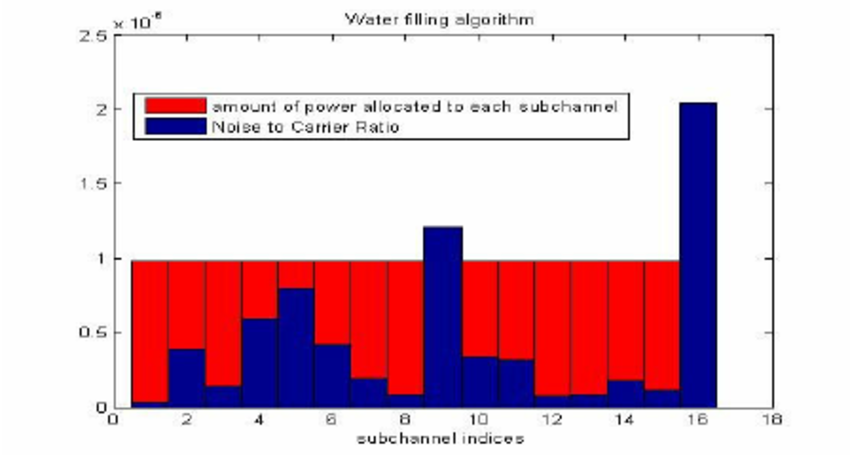 Water filling algorithm
x 10^-6
2.5
2
1.5
1
0.5
0
amount of power allocated to each subchannel
Noise to Carrier Ratio
0 2 4 6 8 10 12 14 16 18
subchannel indices